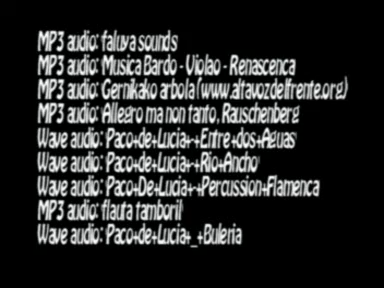 MP3 audio: faluya sounds
MP3 audio: Musica Bardo - Violao - Renascenca
MP3 audio: Gernikako arbola (www.altavozdelfrente.org)
MP3 audio: Allegro ma non tanto, Rauschenberg
Wave audio: Paco+de+Lucia+-+Entre+dos+Aguas
Wave audio: Paco+de+Lucia+-+Rio+Ancho
Wave audio: Paco+De+Lucia+-+Percussion+Flamenca
MP3 audio: flauta tamboril
Wave audio: Paco+de+Lucia+_+Buleria